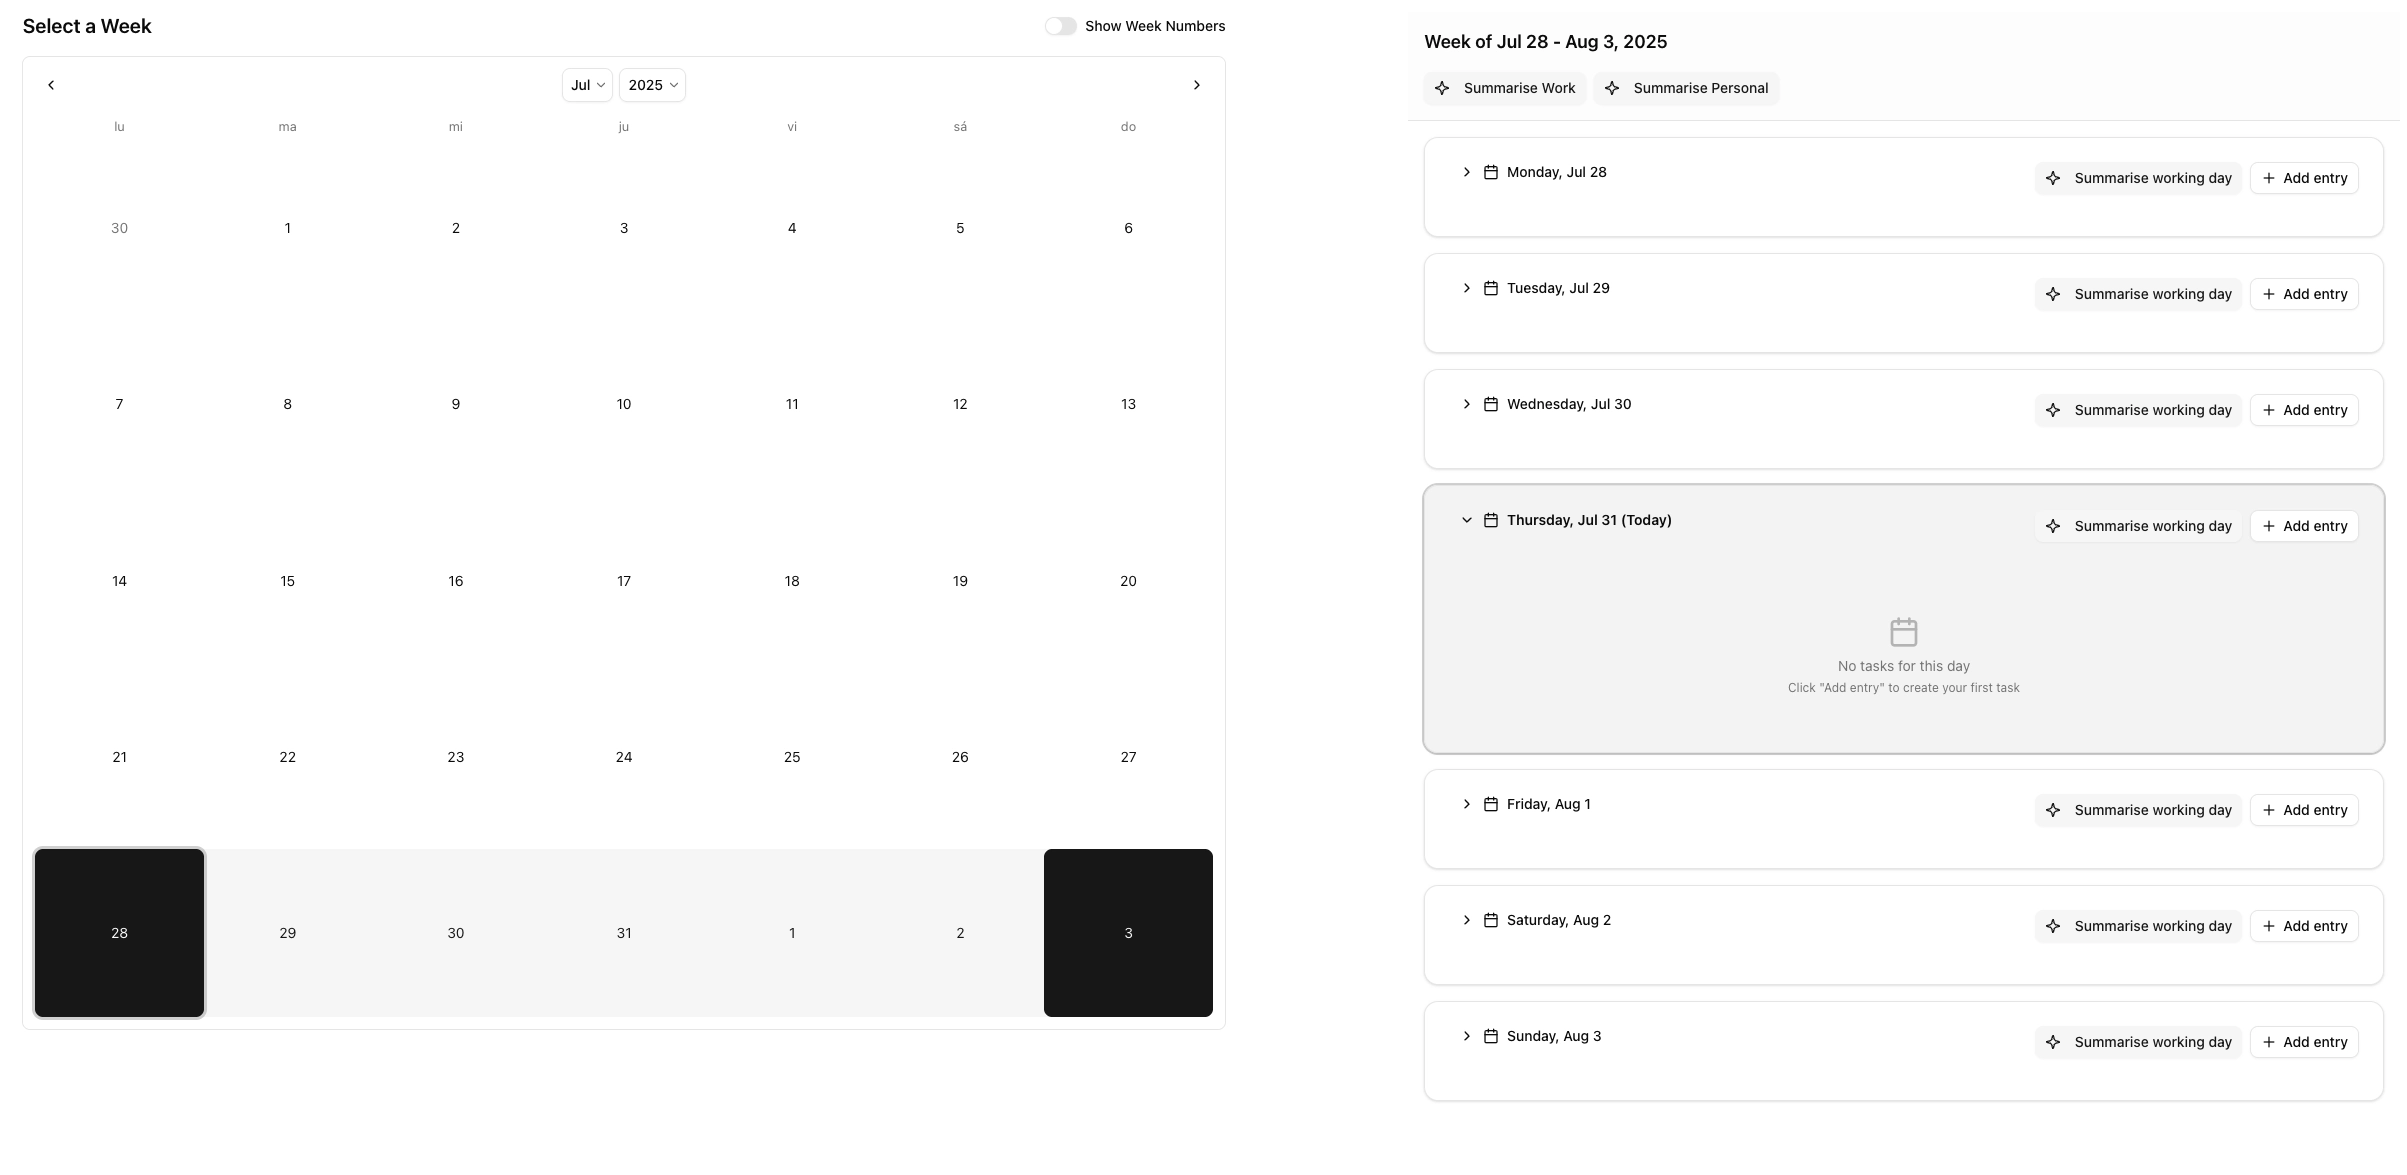 Select a Week
Show Week Numbers
Jul 2025
lu ma mi ju vi sá do
30 1 2 3 4 5 6
7 8 9 10 11 12 13
14 15 16 17 18 19 20
21 22 23 24 25 26 27
28 29 30 31 1 2 3
Week of Jul 28 - Aug 3, 2025
Summarise Work Summarise Personal
Monday, Jul 28 Summarise working day Add entry
Tuesday, Jul 29 Summarise working day Add entry
Wednesday, Jul 30 Summarise working day Add entry
Thursday, Jul 31 (Today) Summarise working day Add entry
No tasks for this day
Click "Add entry" to create your first task
Friday, Aug 1 Summarise working day Add entry
Saturday, Aug 2 Summarise working day Add entry
Sunday, Aug 3 Summarise working day Add entry